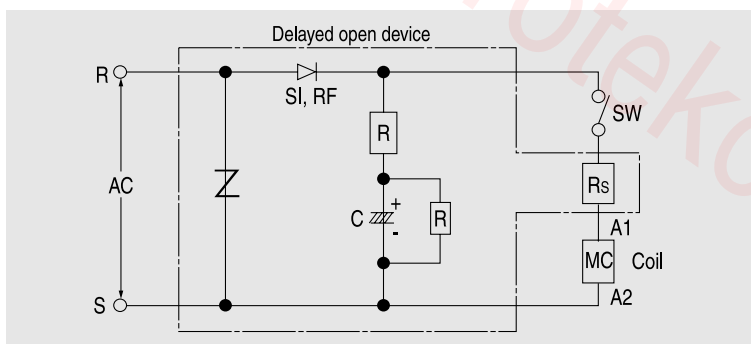 Delayed open device
R
SI, RF
SW
R
AC
Rs
C
+
-
R
A1
MC
Coil
A2
S